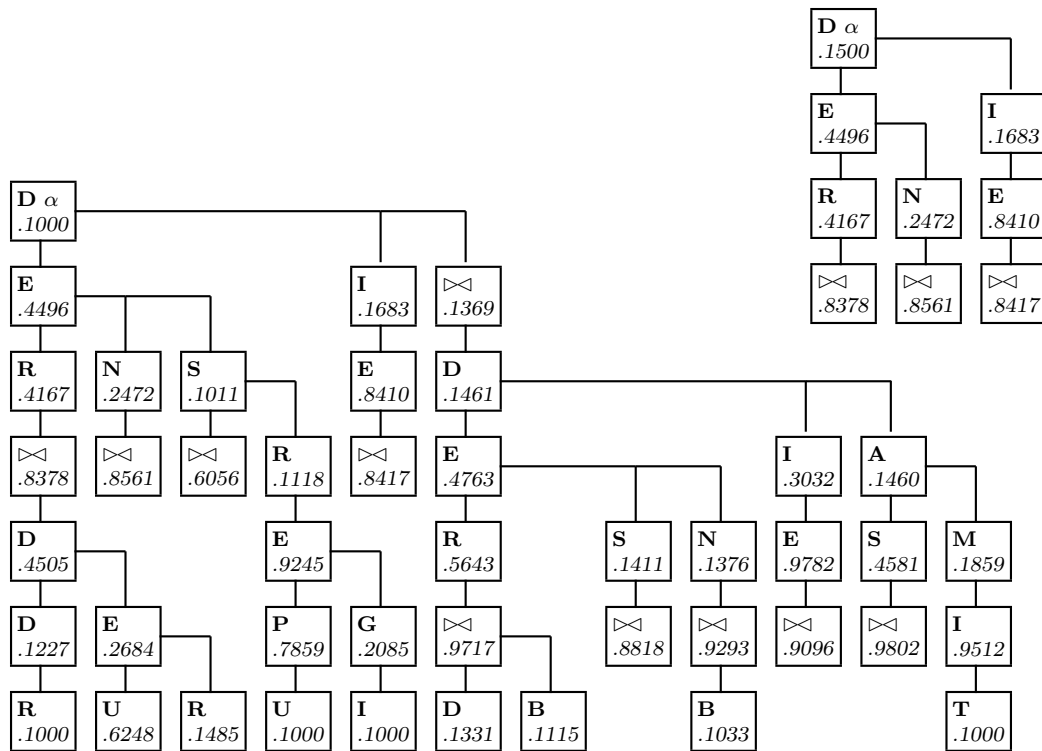 D α
.1500
E I
.4496 .1683
R N E
.4167 .2472 .8410
D α
.1000
⋈ ⋈ ⋈
.8378 .8561 .8417
E I ⋈
.4496 .1683 .1369
R N S E D
.4167 .2472 .1011 .8410 .1461
⋈ ⋈ ⋈ R ⋈ E I A
.8378 .8561 .6056 .1118 .8417 .4763 .3032 .1460
D E R S N E S M
.4505 .9245 .5643 .1411 .1376 .9782 .4581 .1859
D E P G ⋈ ⋈ ⋈ ⋈ ⋈ I
.1227 .2684 .7859 .2085 .9717 .8818 .9293 .9096 .9802 .9512
R U R U I D B B T
.1000 .6248 .1485 .1000 .1000 .1331 .1115 .1033 .1000